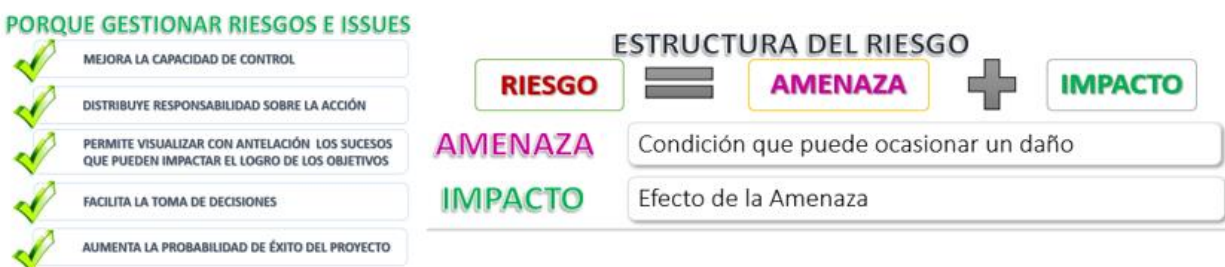 PORQUE GESTIONAR RIESGOS E ISSUES
MEJORA LA CAPACIDAD DE CONTROL
DISTRIBUYE RESPONSABILIDAD SOBRE LA ACCIÓN
PERMITE VISUALIZAR CON ANTELACIÓN LOS SUCESOS
QUE PUEDEN IMPACTAR EL LOGRO DE LOS OBJETIVOS
FACILITA LA TOMA DE DECISIONES
AUMENTA LA PROBABILIDAD DE ÉXITO DEL PROYECTO
ESTRUCTURA DEL RIESGO
RIESGO = AMENAZA + IMPACTO
AMENAZA Condición que puede ocasionar un daño
IMPACTO Efecto de la Amenaza